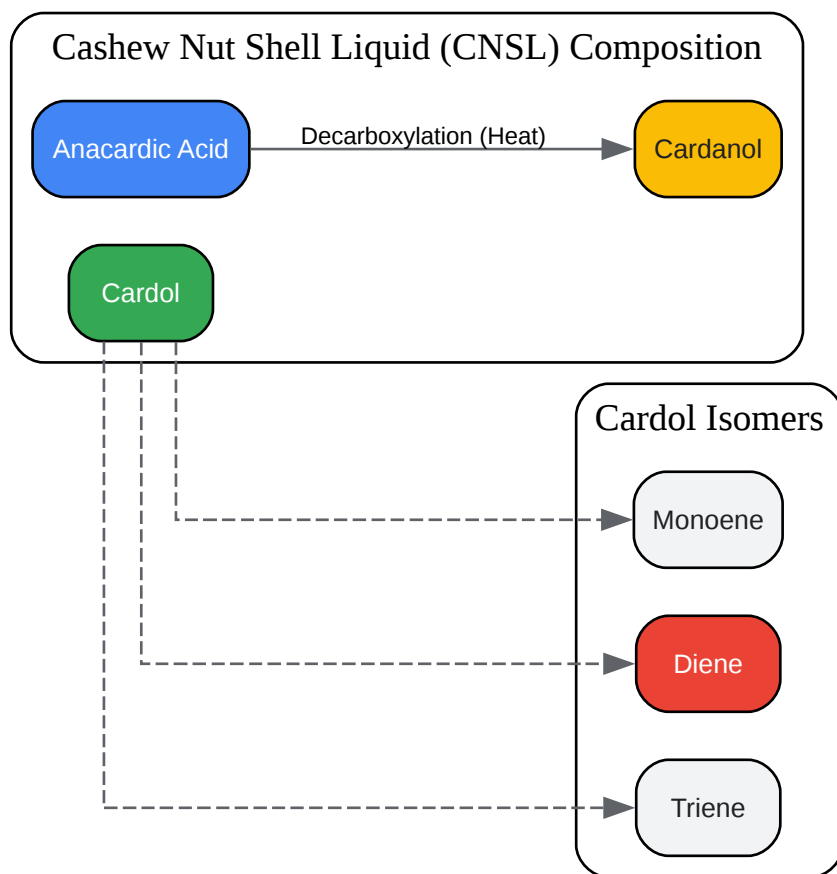 Cashew Nut Shell Liquid (CNSL) Composition
Anacardic Acid
Decarboxylation (Heat)
Cardanol
Cardol
Cardol Isomers
Monoene
Diene
Triene